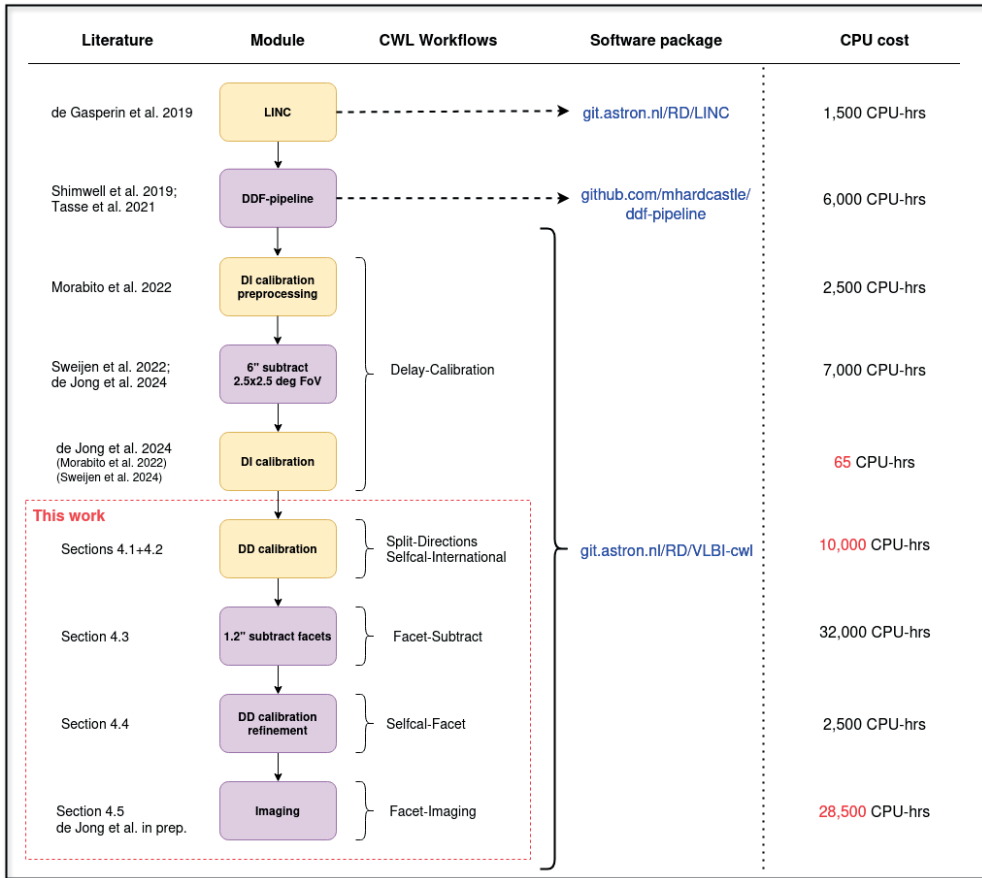 Literature
Module
CWL Workflows
Software package
CPU cost
de Gasperin et al. 2019
LINC
git.astron.nl/RD/LINC
1,500 CPU-hrs
Shimwell et al. 2019;
Tasse et al. 2021
DDF-pipeline
github.com/mhardcastle/
ddf-pipeline
6,000 CPU-hrs
Morabito et al. 2022
DI calibration
preprocessing
2,500 CPU-hrs
Sweijen et al. 2022;
de Jong et al. 2024
6" subtract
2.5x2.5 deg FoV
Delay-Calibration
7,000 CPU-hrs
de Jong et al. 2024
(Morabito et al. 2022)
(Sweijen et al. 2024)
DI calibration
65 CPU-hrs
This work
Sections 4.1+4.2
DD calibration
Split-Directions
Selfcal-International
git.astron.nl/RD/VLBI-cwl
10,000 CPU-hrs
Section 4.3
1.2" subtract facets
Facet-Subtract
32,000 CPU-hrs
Section 4.4
DD calibration
refinement
Selfcal-Facet
2,500 CPU-hrs
Section 4.5
de Jong et al. in prep.
Imaging
Facet-Imaging
28,500 CPU-hrs